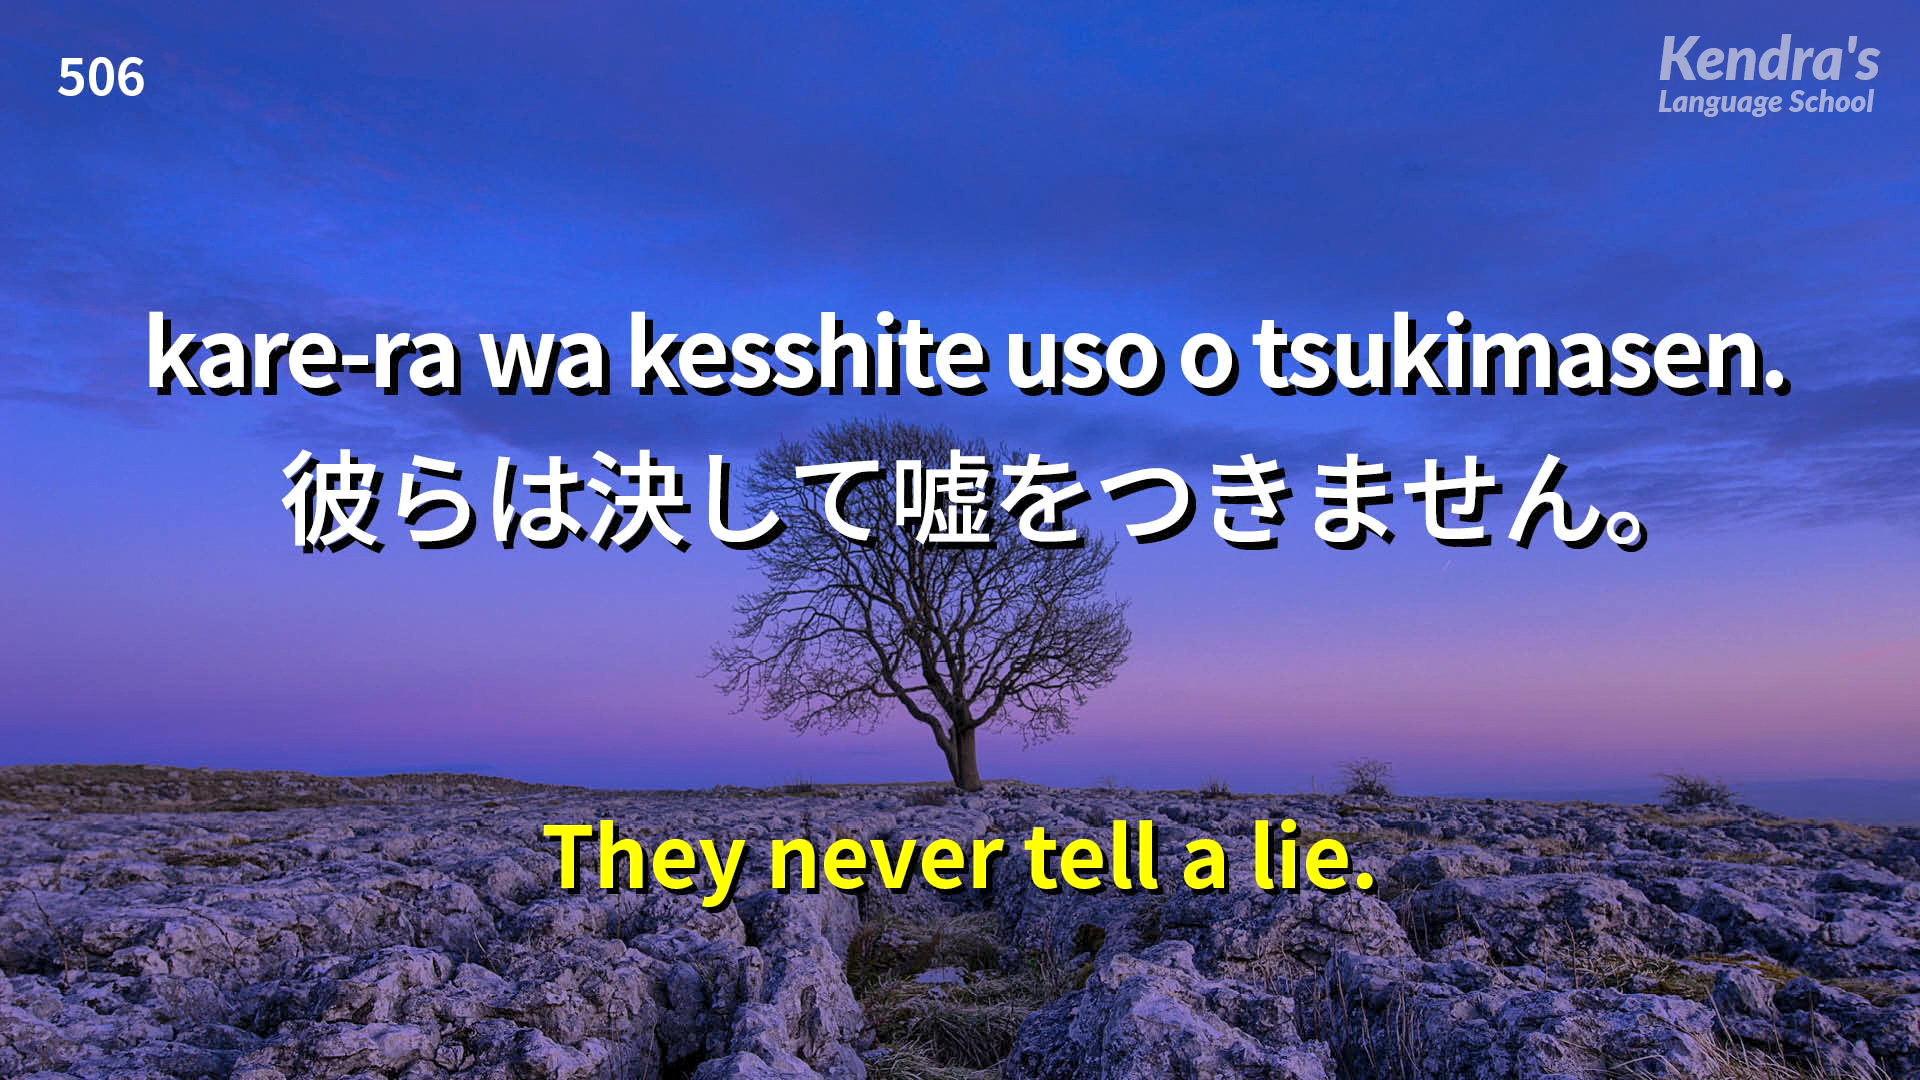 506
Kendra's
Language School
kare-ra wa kesshite uso o tsukimasen.
彼らは決して嘘をつきません。
They never tell a lie.